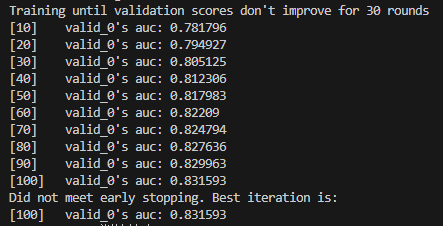 Training until validation scores don't improve for 30 rounds
[10]    valid_0's auc: 0.781796
[20]    valid_0's auc: 0.794927
[30]    valid_0's auc: 0.805125
[40]    valid_0's auc: 0.812306
[50]    valid_0's auc: 0.817983
[60]    valid_0's auc: 0.82209
[70]    valid_0's auc: 0.824794
[80]    valid_0's auc: 0.827636
[90]    valid_0's auc: 0.829963
[100]   valid_0's auc: 0.831593
Did not meet early stopping. Best iteration is:
[100]   valid_0's auc: 0.831593